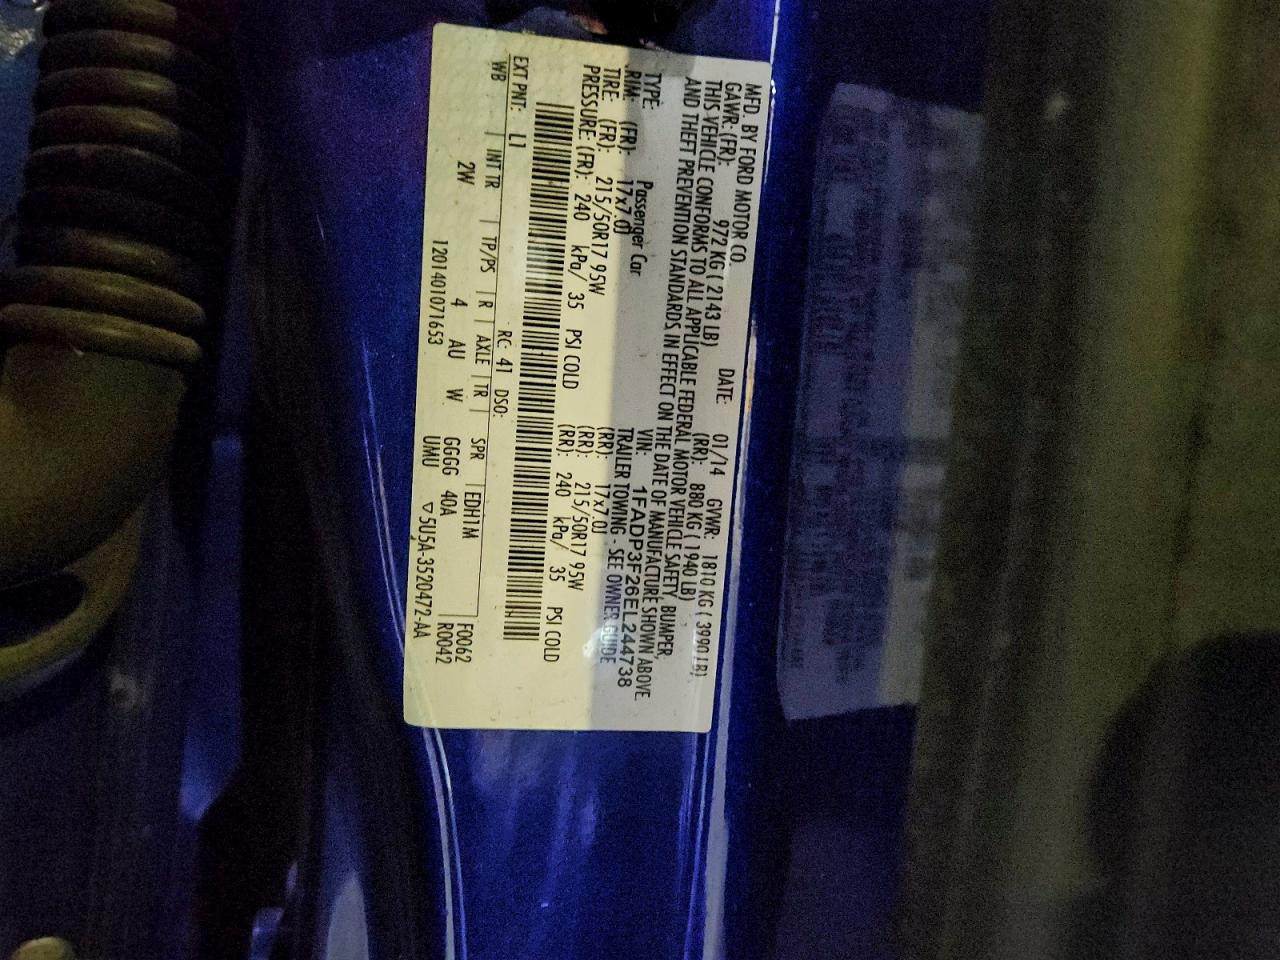 MFD. BY FORD MOTOR CO.
DATE: 01/14 GVWR: 1810 KG ( 3990 LB)
GAWR: (FR): 972 KG ( 2143 LB) (RR): 880 KG ( 1940 LB)
THIS VEHICLE CONFORMS TO ALL APPLICABLE FEDERAL MOTOR VEHICLE SAFETY, BUMPER,
AND THEFT PREVENTION STANDARDS IN EFFECT ON THE DATE OF MANUFACTURE SHOWN ABOVE.
VIN: 1FADP3F26EL244738
TYPE: Passenger Car TRAILER TOWING - SEE OWNER GUIDE
RIM: (FR): 17x7.0J (RR): 17x7.0J
TIRE: (FR): 215/50R17 95W (RR): 215/50R17 95W
PRESSURE: (FR): 240 kPa/ 35 PSI COLD (RR): 240 kPa/ 35 PSI COLD
EXT PNT: L1 RC: 41 DSO:
WB INT TR TP/PS R AXLE TR SPR EDH1M F0062
2W 4 AU W GGGG 40A R0042
1201401071653 UMU ▽5U5A-3520472-AA